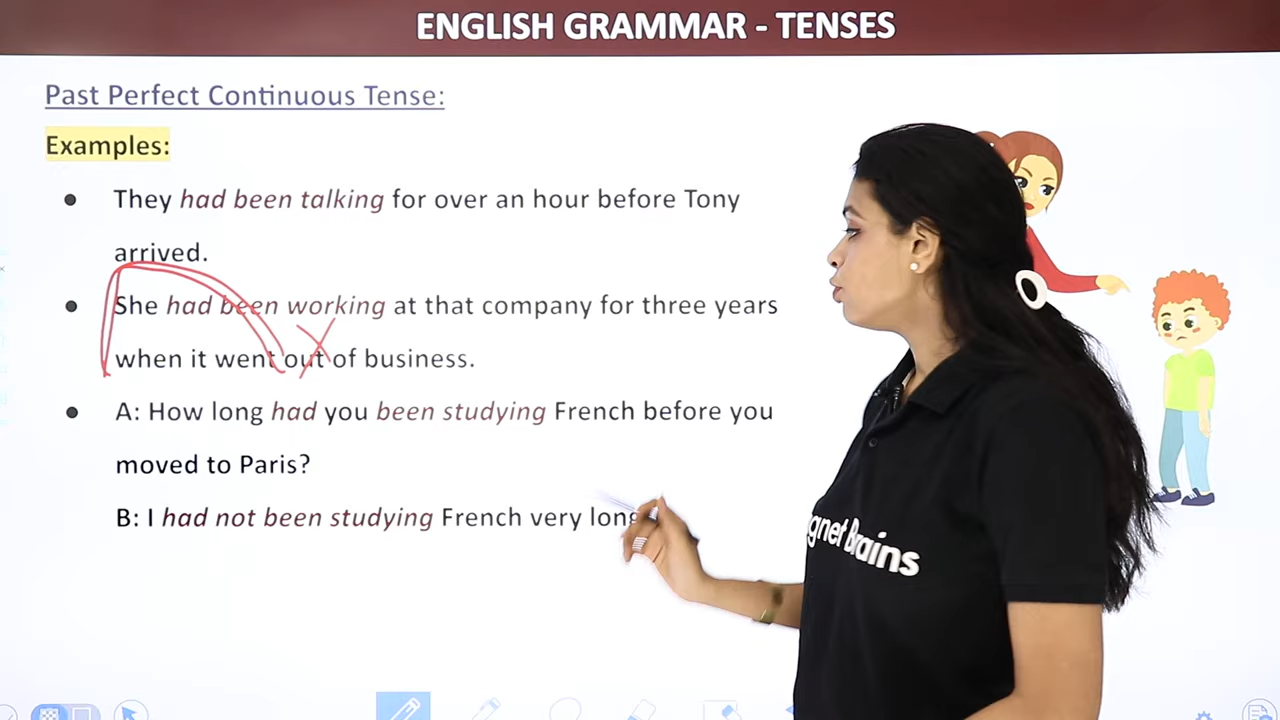 ENGLISH GRAMMAR - TENSES
Past Perfect Continuous Tense:
Examples:
● They had been talking for over an hour before Tony
arrived.
● She had been working at that company for three years
when it went out of business.
● A: How long had you been studying French before you
moved to Paris?
B: I had not been studying French very long
gnet Brains